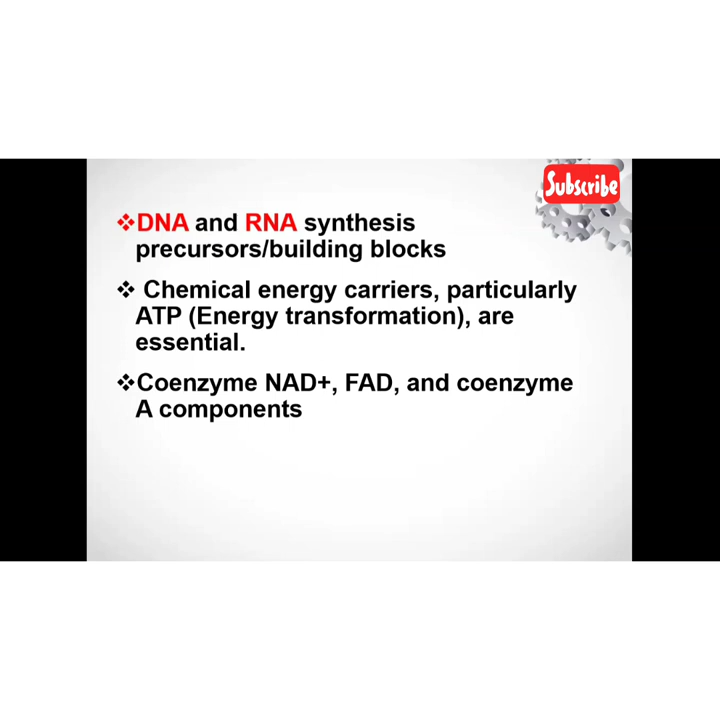 Subscribe
❖DNA and RNA synthesis
precursors/building blocks
❖ Chemical energy carriers, particularly
ATP (Energy transformation), are
essential.
❖Coenzyme NAD+, FAD, and coenzyme
A components